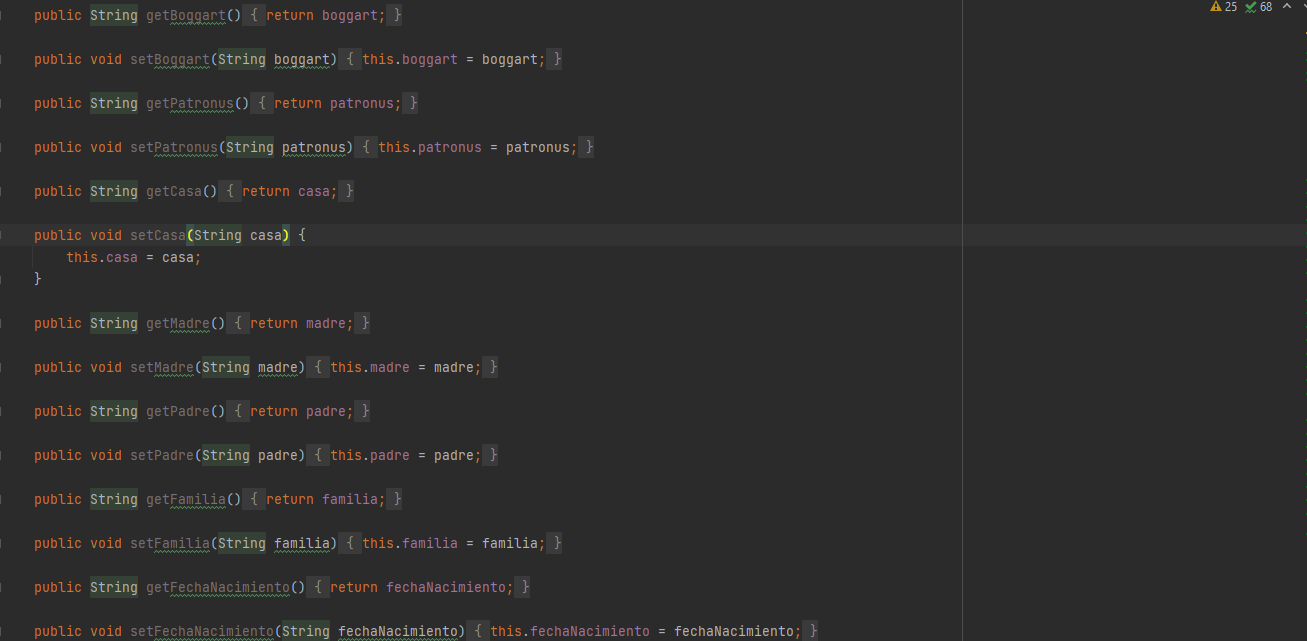 public String getBoggart() { return boggart; }
25 68
public void setBoggart(String boggart) { this.boggart = boggart; }
public String getPatronus() { return patronus; }
public void setPatronus(String patronus) { this.patronus = patronus; }
public String getCasa() { return casa; }
public void setCasa(String casa) {
this.casa = casa;
}
public String getMadre() { return madre; }
public void setMadre(String madre) { this.madre = madre; }
public String getPadre() { return padre; }
public void setPadre(String padre) { this.padre = padre; }
public String getFamilia() { return familia; }
public void setFamilia(String familia) { this.familia = familia; }
public String getFechaNacimiento() { return fechaNacimiento; }
public void setFechaNacimiento(String fechaNacimiento) { this.fechaNacimiento = fechaNacimiento; }